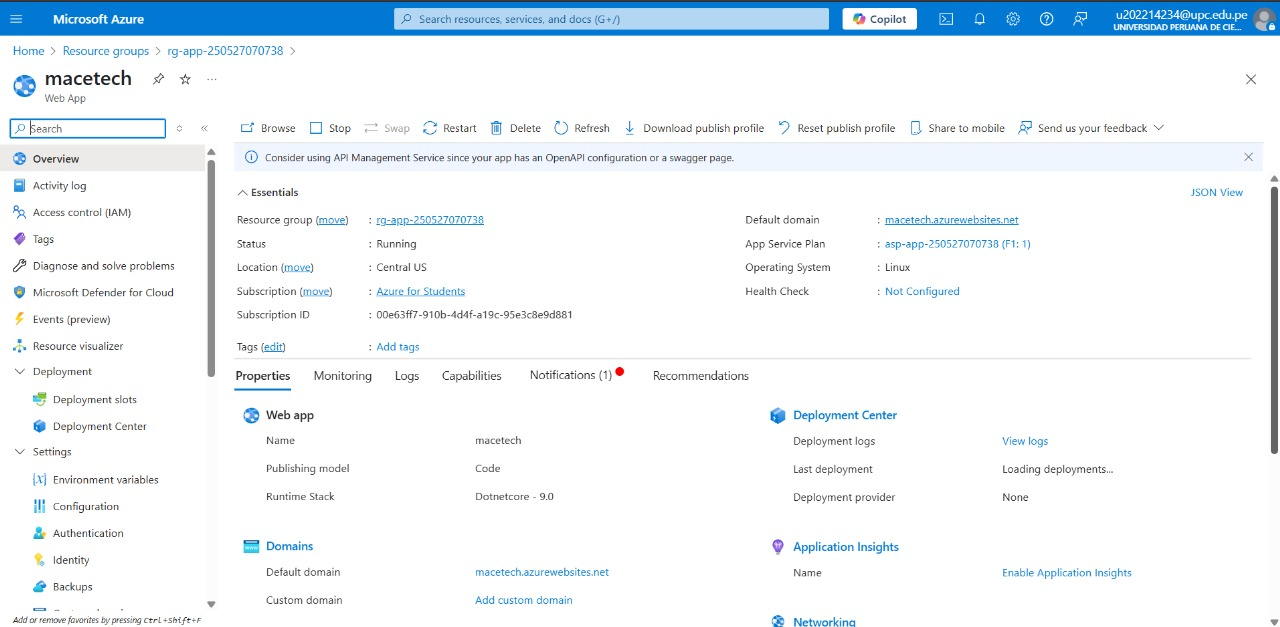 Microsoft Azure
Search resources, services, and docs (G+/)
Copilot
u202214234@upc.edu.pe
UNIVERSIDAD PERUANA DE CIE...
Home > Resource groups > rg-app-250527070738 >
macetech
Web App
Search
Browse Stop Swap Restart Delete Refresh Download publish profile Reset publish profile Share to mobile Send us your feedback
Consider using API Management Service since your app has an OpenAPI configuration or a swagger page.
Overview
Activity log
Access control (IAM)
Tags
Diagnose and solve problems
Microsoft Defender for Cloud
Events (preview)
Resource visualizer
Deployment
Deployment slots
Deployment Center
Settings
Environment variables
Configuration
Authentication
Identity
Backups
Add or remove favorites by pressing Ctrl+Shift+F
Essentials
JSON View
Resource group (move) : rg-app-250527070738
Status : Running
Location (move) : Central US
Subscription (move) : Azure for Students
Subscription ID : 00e63ff7-910b-4d4f-a19c-95e3c8e9d881
Tags (edit) : Add tags
Default domain : macetech.azurewebsites.net
App Service Plan : asp-app-250527070738 (F1: 1)
Operating System : Linux
Health Check : Not Configured
Properties Monitoring Logs Capabilities Notifications (1) Recommendations
Web app
Name macetech
Publishing model Code
Runtime Stack Dotnetcore - 9.0
Domains
Default domain macetech.azurewebsites.net
Custom domain Add custom domain
Deployment Center
Deployment logs View logs
Last deployment Loading deployments...
Deployment provider None
Application Insights
Name Enable Application Insights
Networking